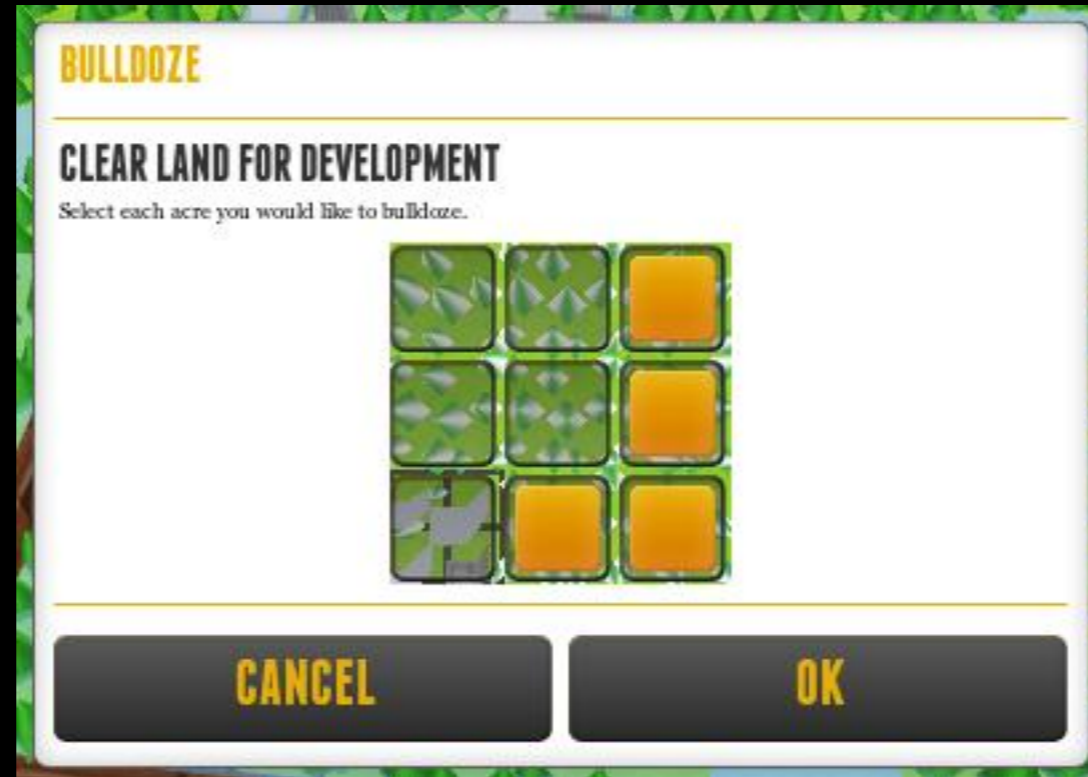 BULLDOZE
CLEAR LAND FOR DEVELOPMENT
Select each acre you would like to bulldoze.
CANCEL
OK